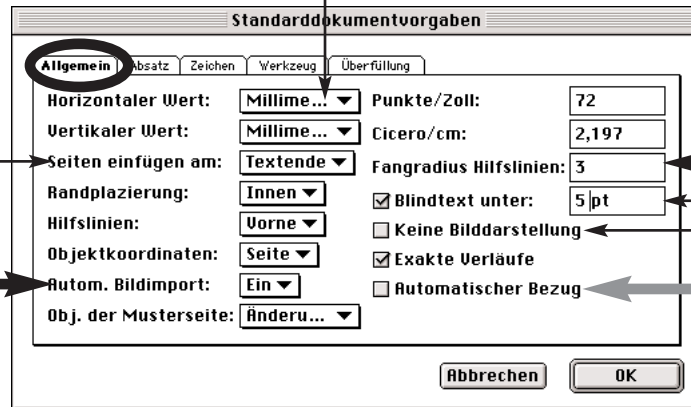 Standarddokumentvorgaben
Allgemein Absatz Zeichen Werkzeug Überfüllung
Horizontaler Wert: Millime... Punkte/Zoll: 72
Vertikaler Wert: Millime... Cicero/cm: 2,197
Seiten einfügen am: Textende Fangradius Hilfslinien: 3
Randplazierung: Innen Blindtext unter: 5 pt
Hilfslinien: Vorne Keine Bilddarstellung
Objektkoordinaten: Seite Exakte Verläufe
Autom. Bildimport: Ein Automatischer Bezug
Obj. der Musterseite: Änderu...
Abbrechen OK